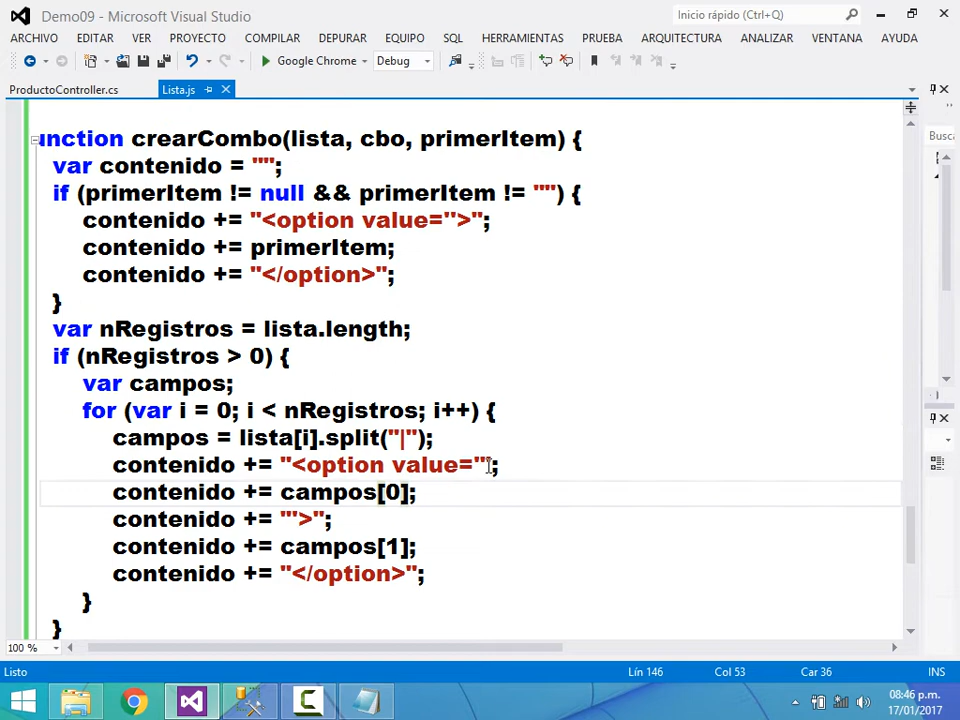 Demo09 - Microsoft Visual Studio
Inicio rápido (Ctrl+Q)
ARCHIVO EDITAR VER PROYECTO COMPILAR DEPURAR EQUIPO SQL HERRAMIENTAS PRUEBA ARQUITECTURA ANALIZAR VENTANA AYUDA
Google Chrome Debug
ProductoController.cs Lista.js
Busc
unction crearCombo(lista, cbo, primerItem) {
var contenido = "";
if (primerItem != null && primerItem != "") {
contenido += "<option value=''>";
contenido += primerItem;
contenido += "</option>";
}
var nRegistros = lista.length;
if (nRegistros > 0) {
var campos;
for (var i = 0; i < nRegistros; i++) {
campos = lista[i].split("|");
contenido += "<option value='";
contenido += campos[0];
contenido += "'>";
contenido += campos[1];
contenido += "</option>";
}
}
100 %
Listo Lín 146 Col 53 Car 36 INS
08:46 p.m.
17/01/2017